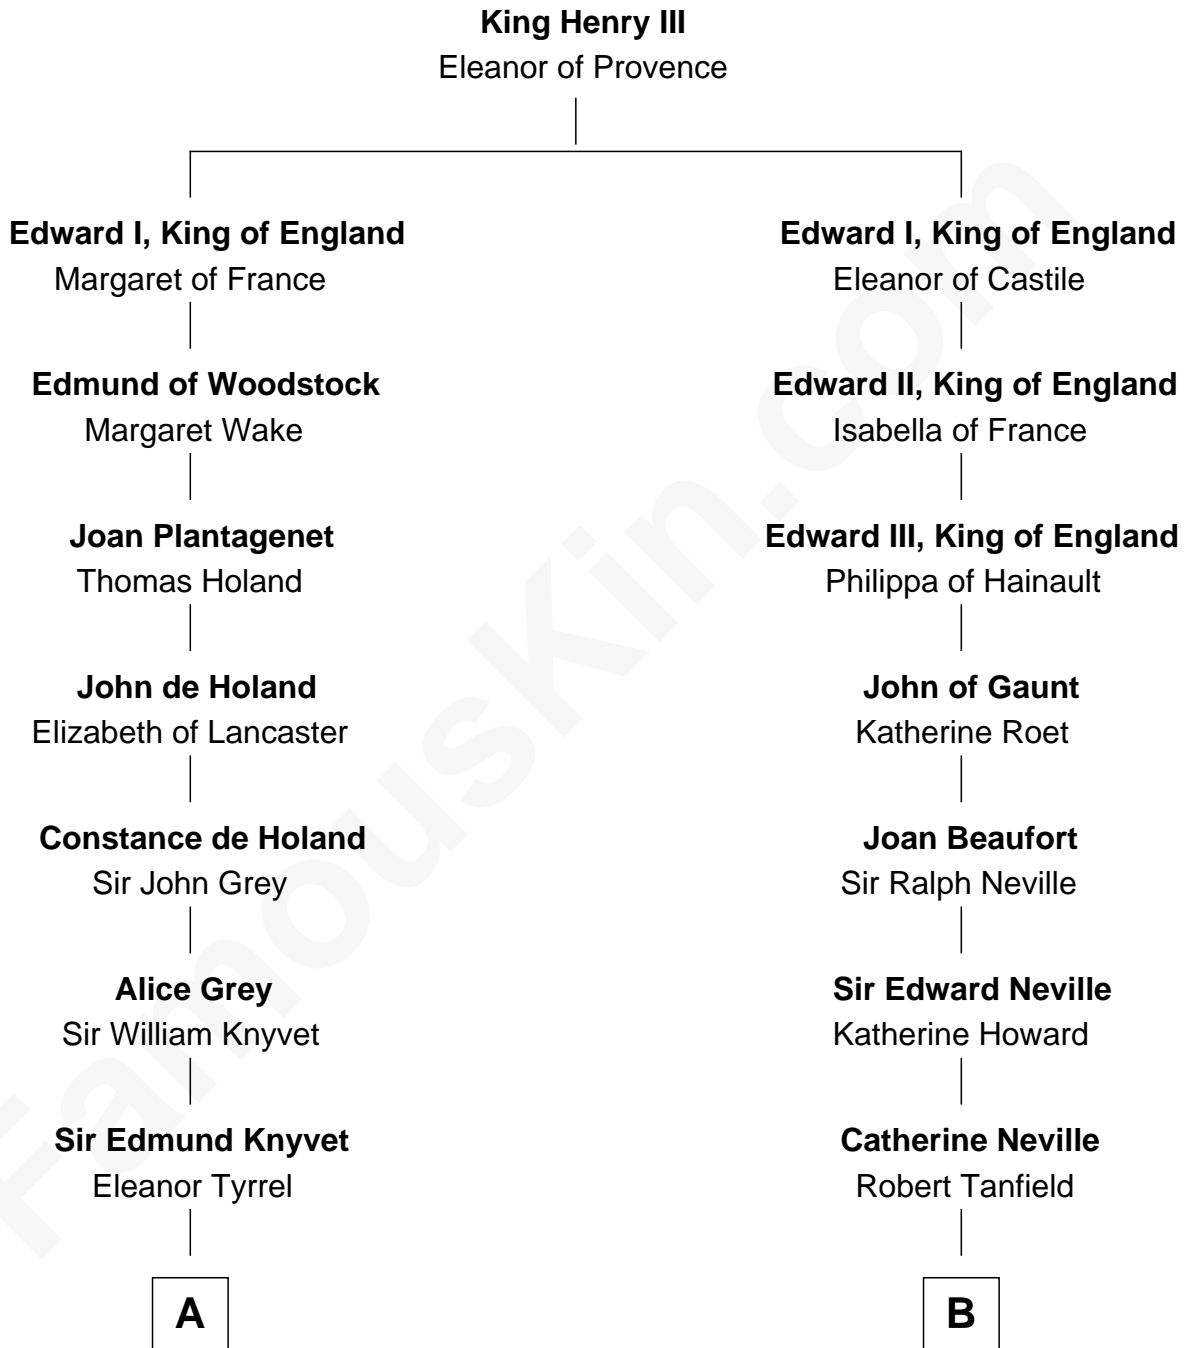 King Henry III
Eleanor of Provence
Edward I, King of England
Margaret of France
Edmund of Woodstock
Margaret Wake
Joan Plantagenet
Thomas Holand
John de Holand
Elizabeth of Lancaster
Constance de Holand
Sir John Grey
Alice Grey
Sir William Knyvet
Sir Edmund Knyvet
Eleanor Tyrrel
A
Edward I, King of England
Eleanor of Castile
Edward II, King of England
Isabella of France
Edward III, King of England
Philippa of Hainault
John of Gaunt
Katherine Roet
Joan Beaufort
Sir Ralph Neville
Sir Edward Neville
Katherine Howard
Catherine Neville
Robert Tanfield
B
FamousKin.com